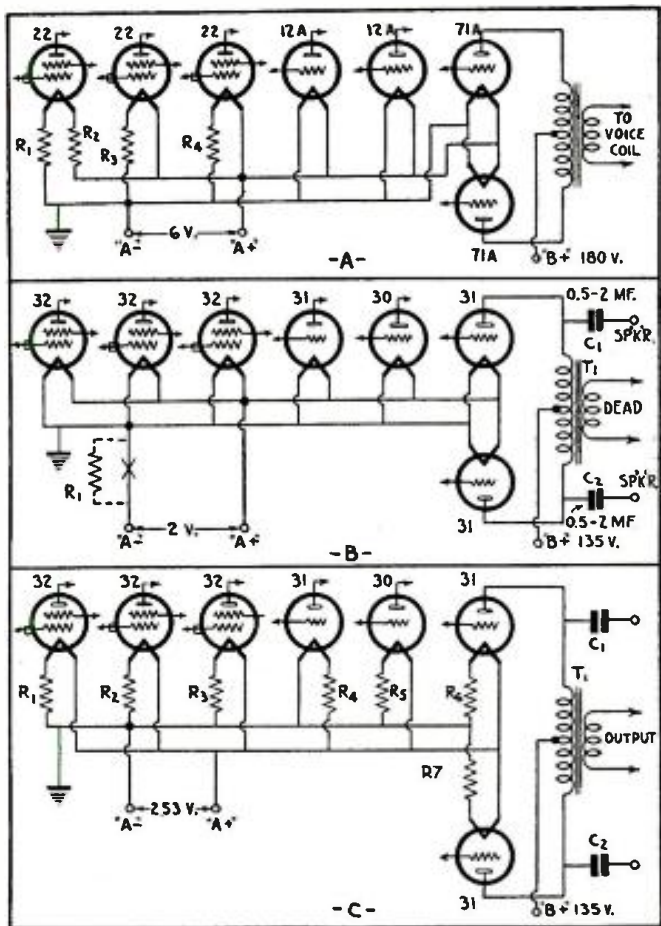 22 22 22 12A 12A 71A
R1 R2 R3 R4
TO VOICE COIL
"A- 6 V. "A+"
-A-
71A
"B+" 180 V.
32 32 32 31 30 31
0.5-2 MF.
C1 SPKR.
T1
DEAD
R1
C2 SPKR.
"A- 2 V. "A+"
-B-
31
0.5-2 MF
"B+" 135 V.
32 32 32 31 30 31
C1
R1 R2 R3 R4 R5 R6
T1
OUTPUT
R7
"A- 2.53 V. "A+"
C2
-C-
31
"B+" 135 V.